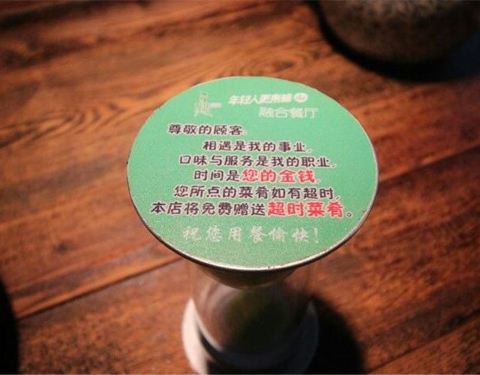 融合餐厅
尊敬的顾客
相遇是我的事业,
口味与服务是我的职业,
时间是您的金钱,
您所点的菜肴如有超时,
本店将免费赠送超时菜肴。
祝您用餐愉快!